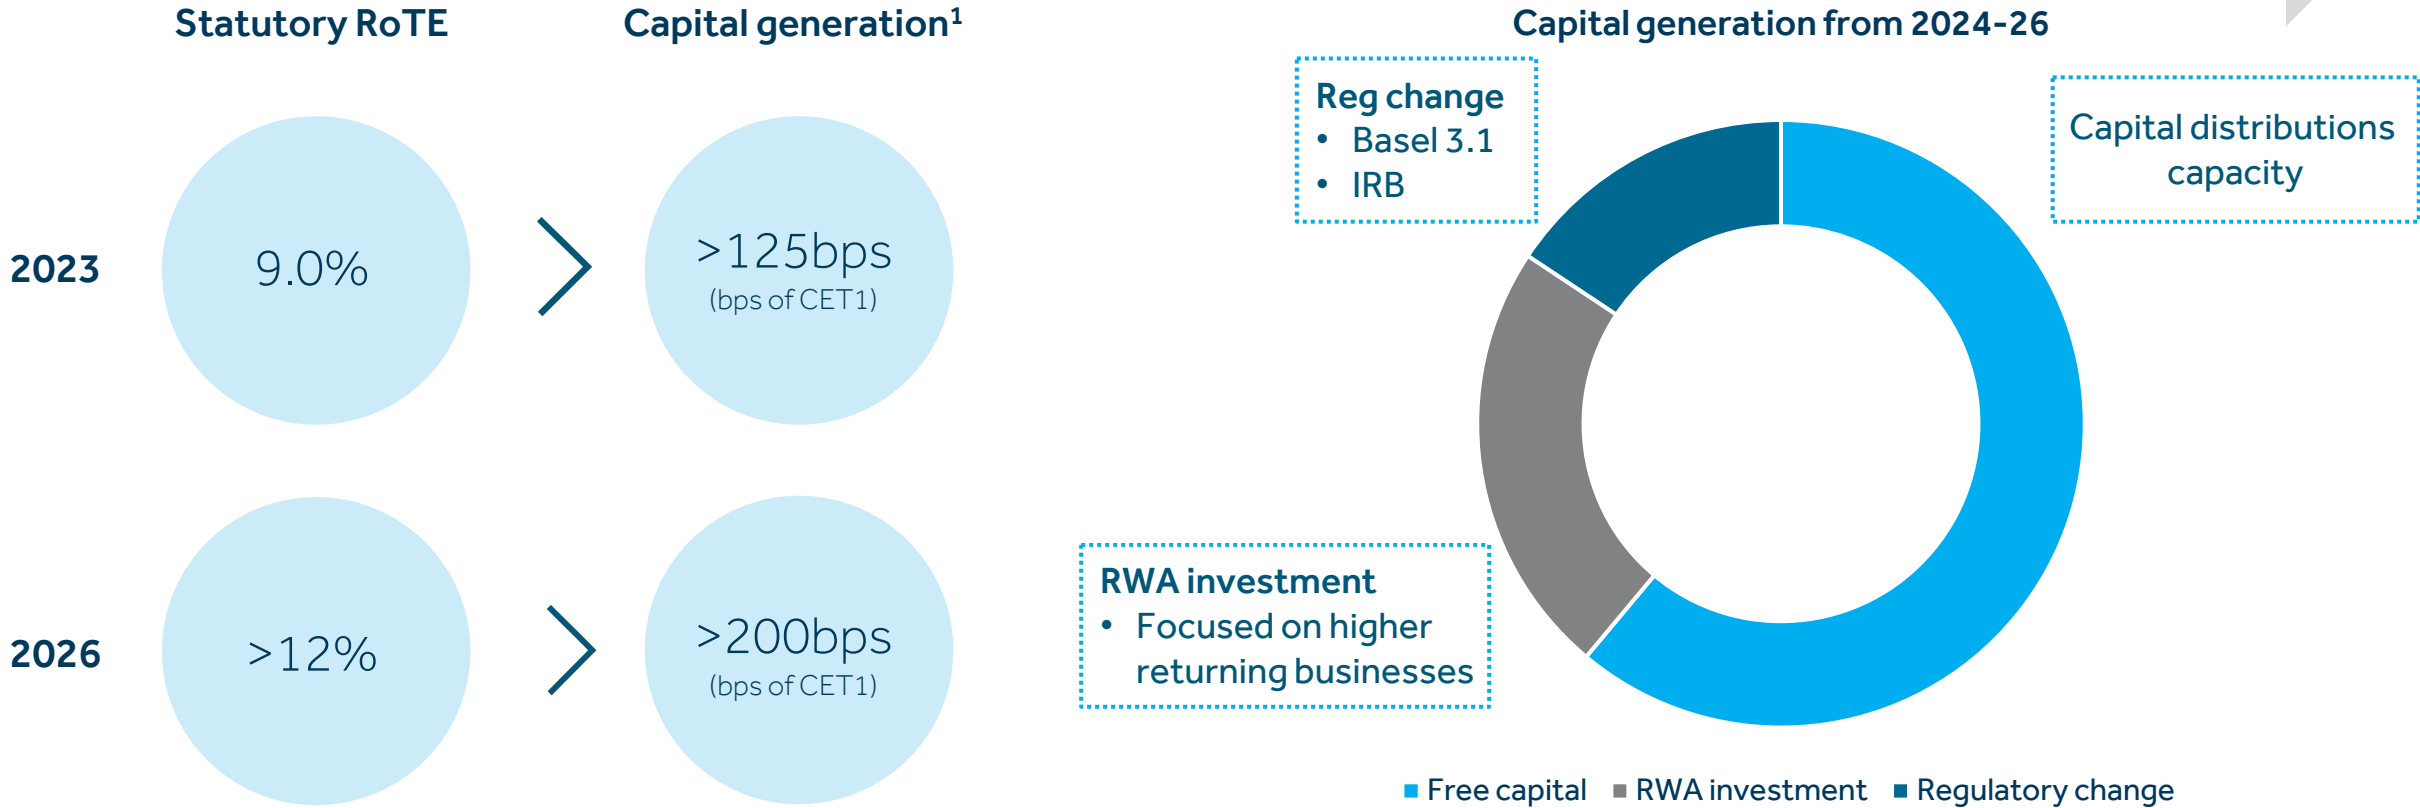 Statutory RoTE
Capital generation¹
2023
9.0%
>125bps
(bps of CET1)
2026
>12%
>200bps
(bps of CET1)
Capital generation from 2024-26
Reg change
• Basel 3.1
• IRB
Capital distributions
capacity
RWA investment
• Focused on higher
returning businesses
Free capital
RWA investment
Regulatory change